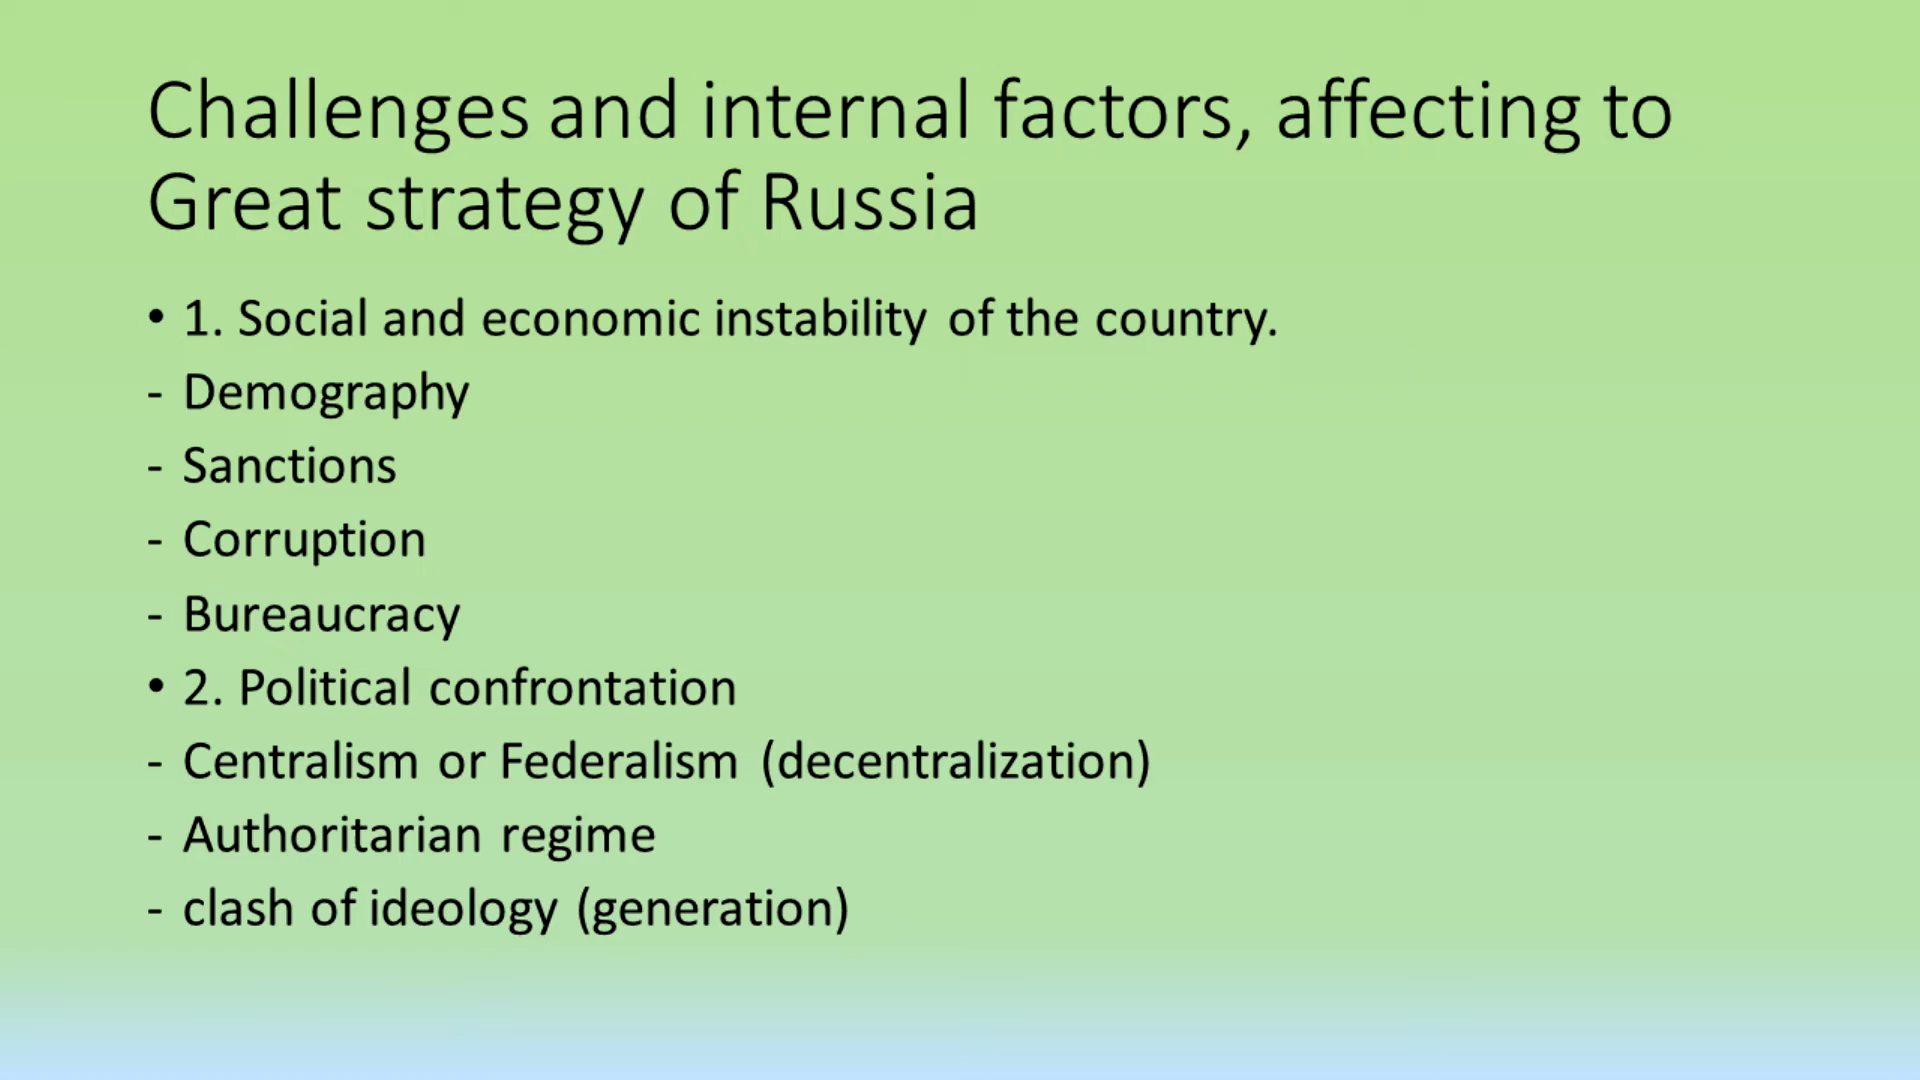 Challenges and internal factors, affecting to
Great strategy of Russia
• 1. Social and economic instability of the country.
- Demography
- Sanctions
- Corruption
- Bureaucracy
• 2. Political confrontation
- Centralism or Federalism (decentralization)
- Authoritarian regime
- clash of ideology (generation)